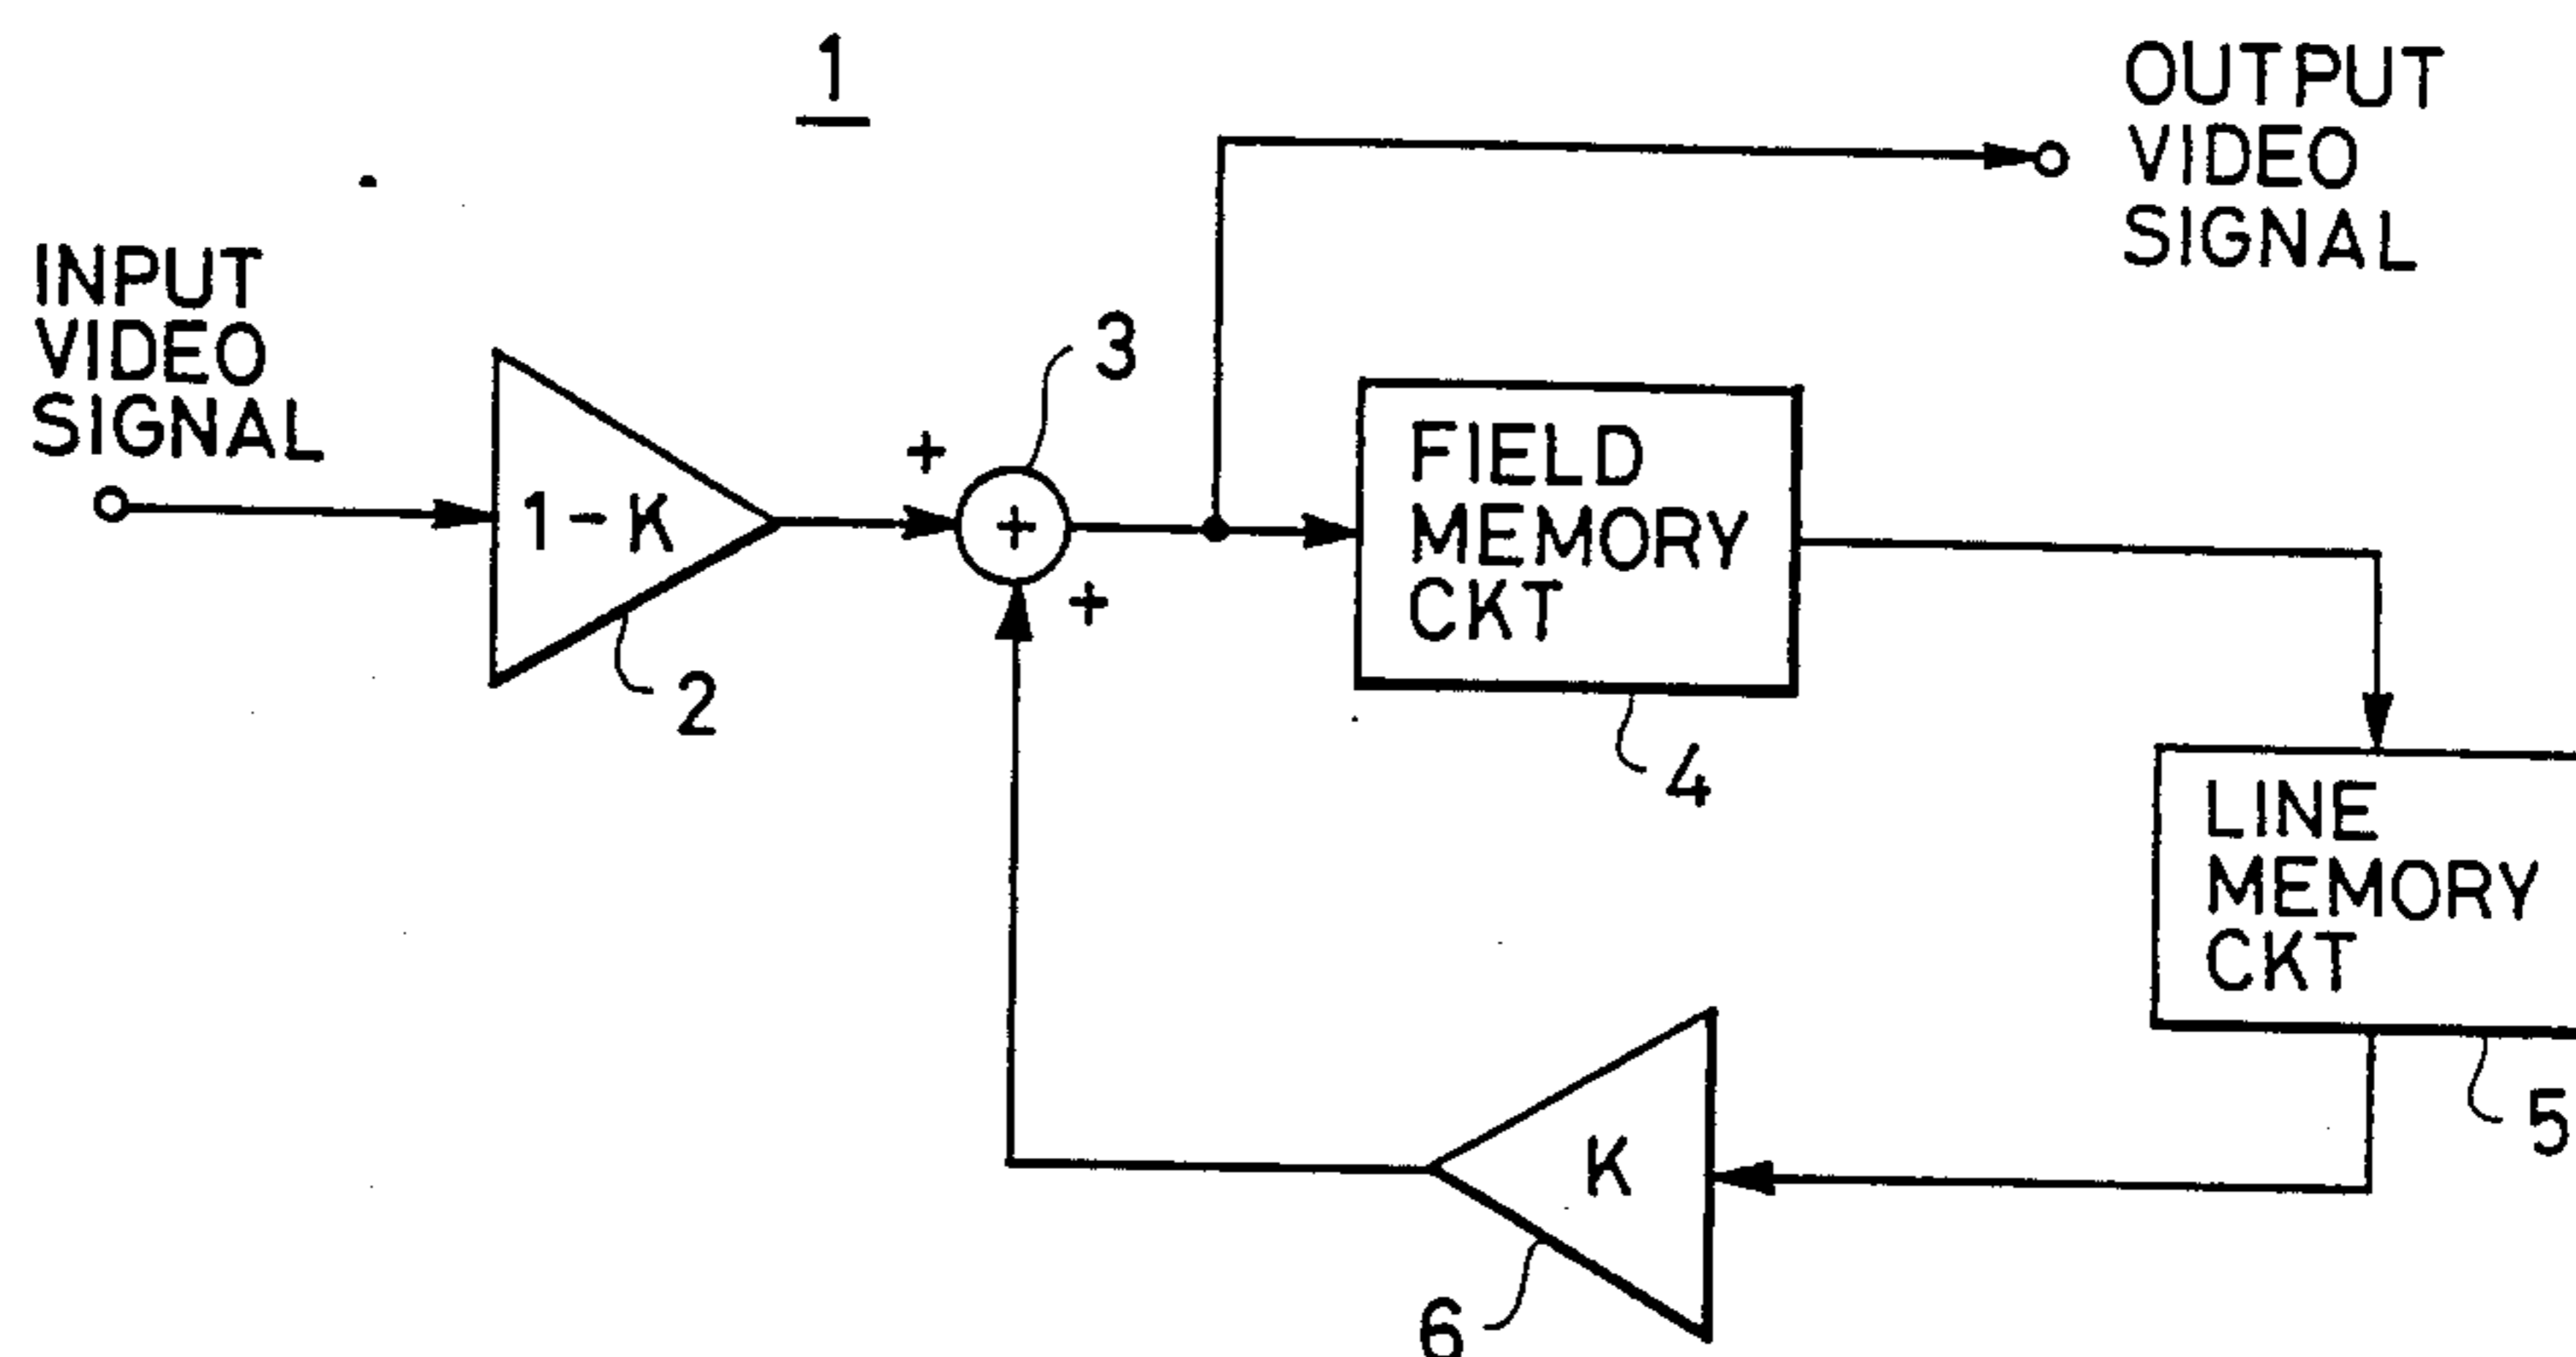 1
OUTPUT
VIDEO
SIGNAL
INPUT
VIDEO
SIGNAL
1-K
2
+
+
+
3
FIELD
MEMORY
CKT
4
LINE
MEMORY
CKT
5
K
6